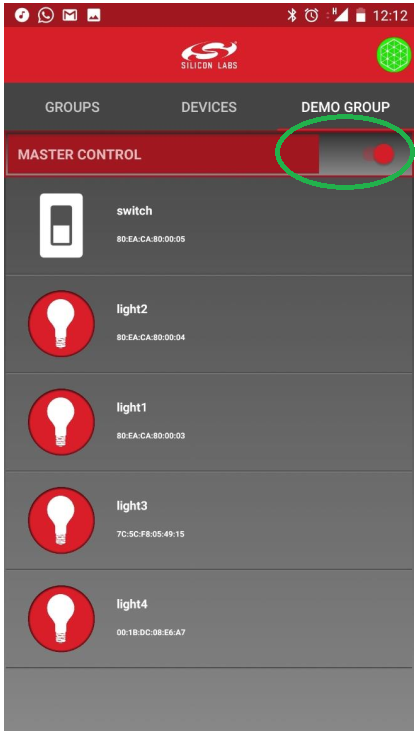 H
12:12
SILICON LABS
GROUPS DEVICES DEMO GROUP
MASTER CONTROL
switch
80:EA:CA:80:00:05
light2
80:EA:CA:80:00:04
light1
80:EA:CA:80:00:03
light3
7C:5C:F8:05:49:15
light4
00:1B:DC:08:E6:A7